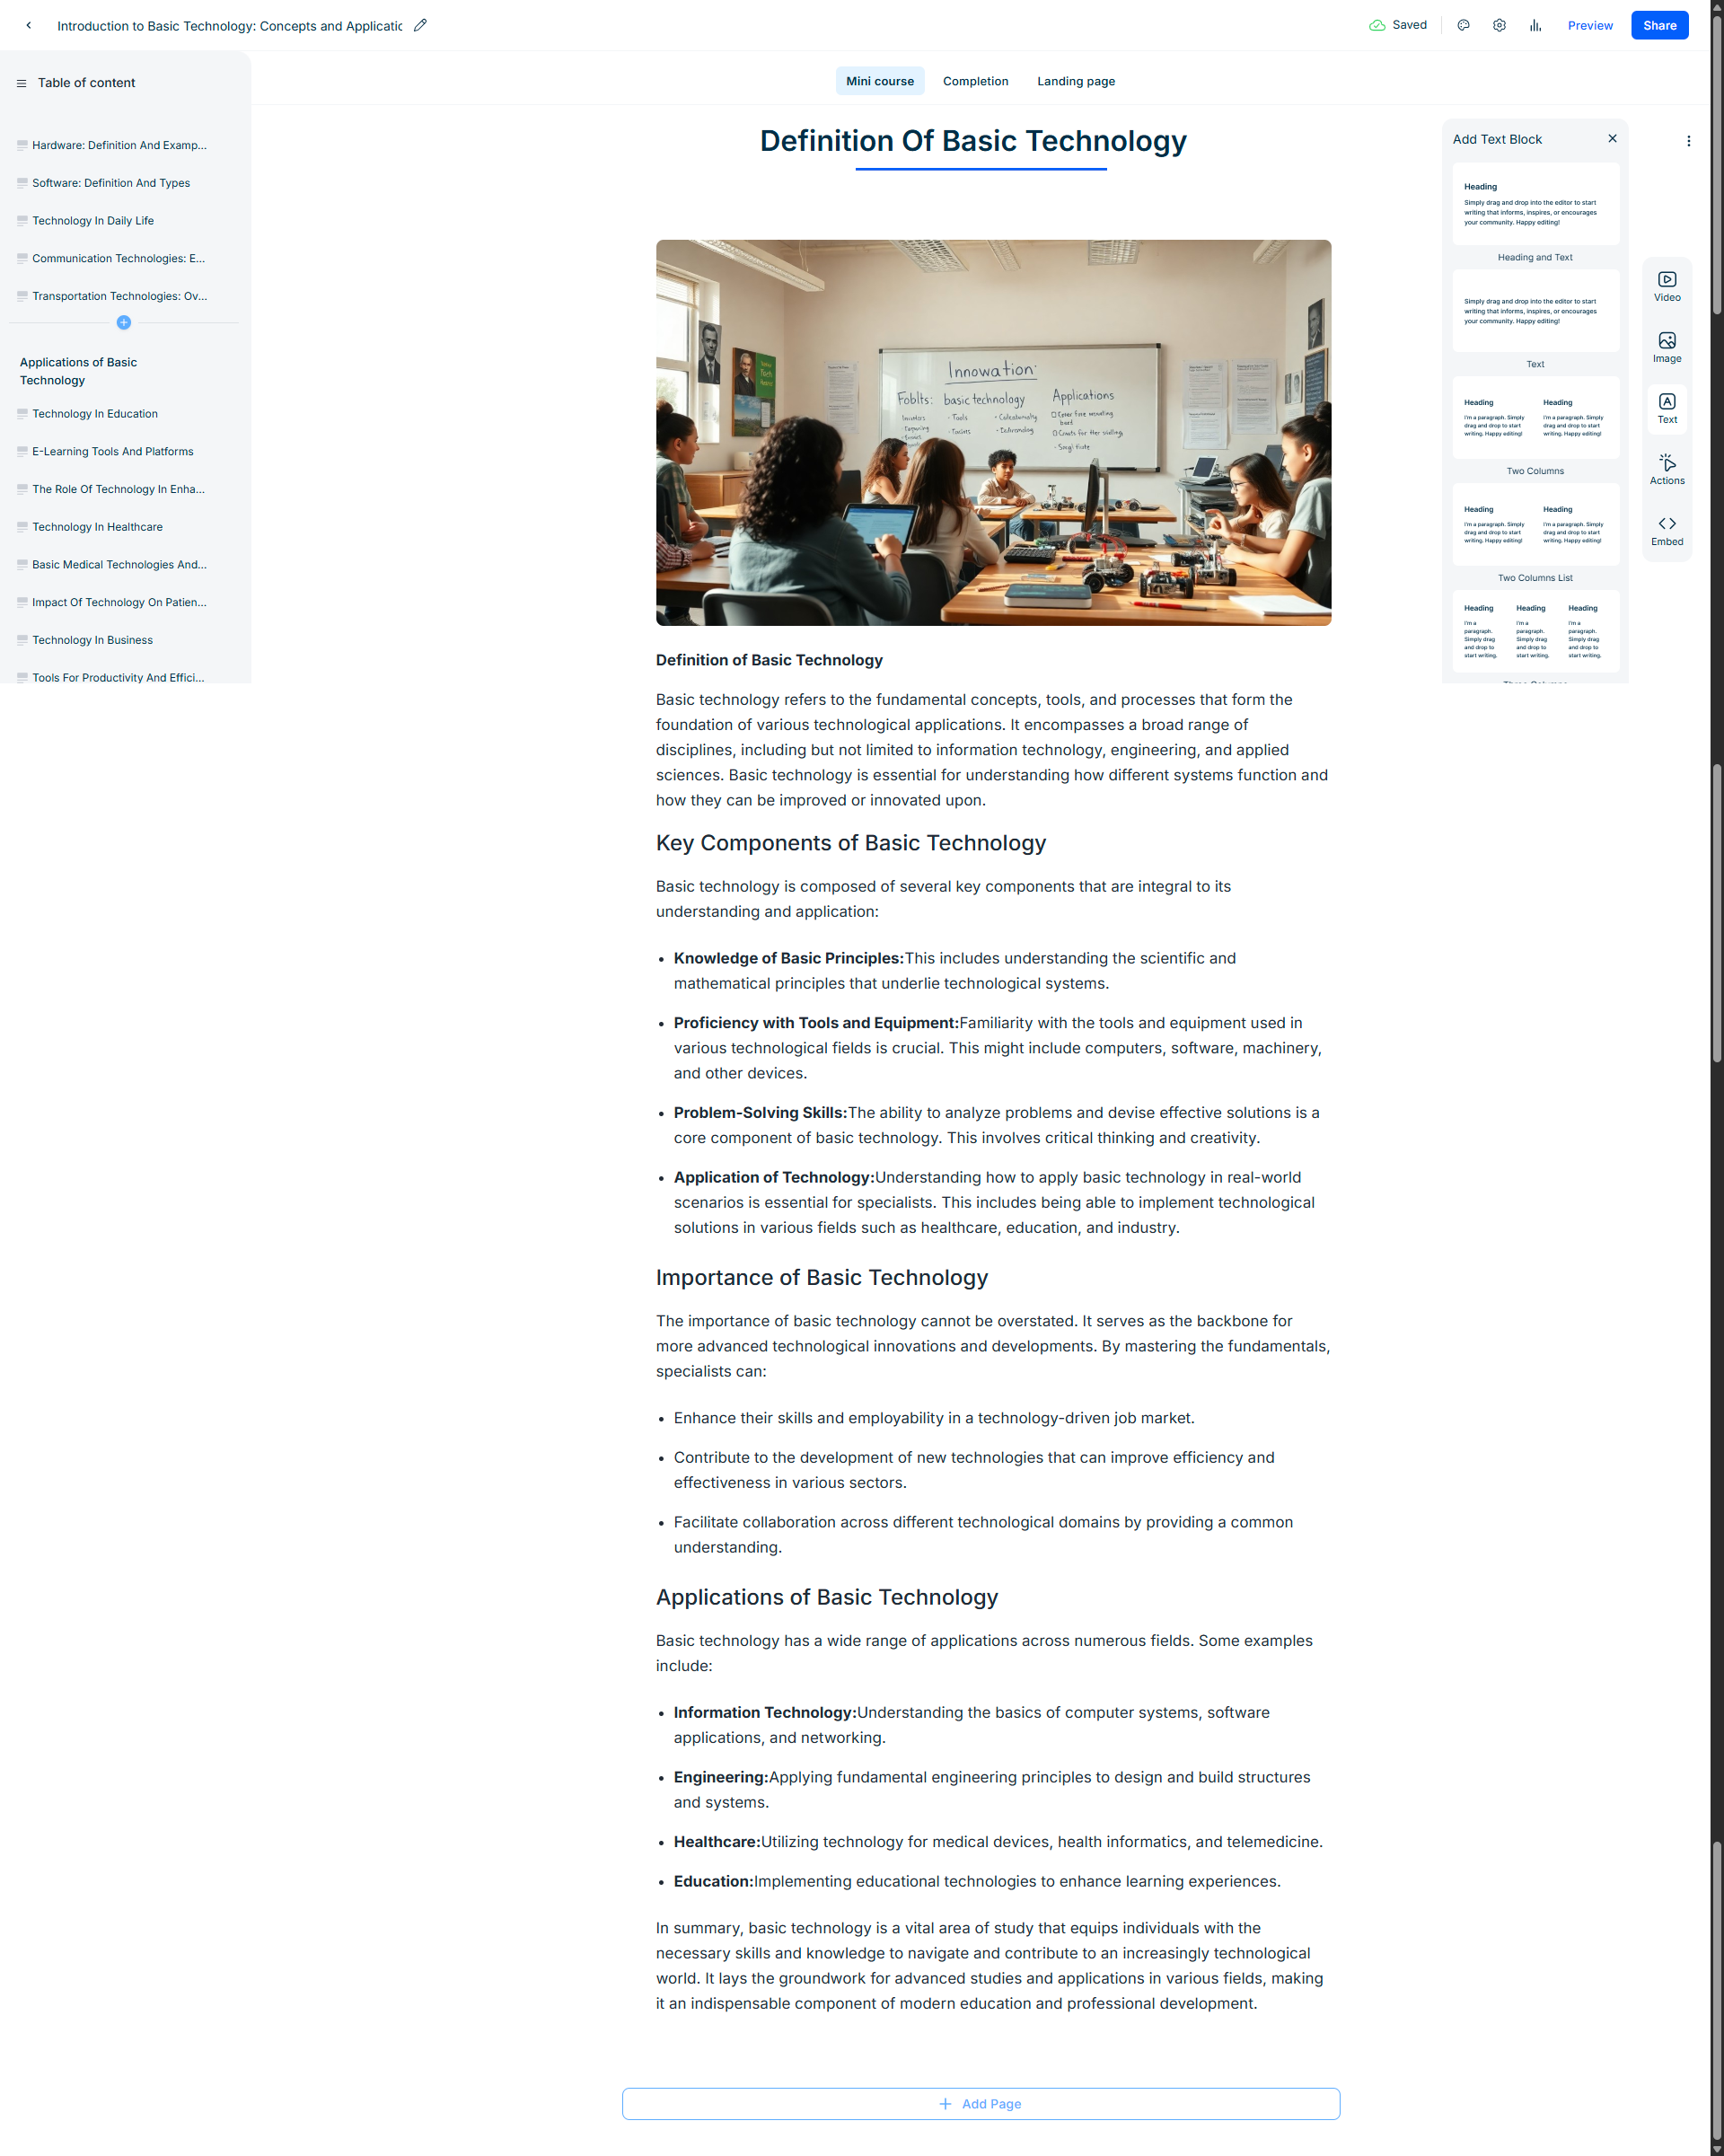 Introduction to Basic Technology: Concepts and Applicatic
Saved
Preview
Share
Table of content
Hardware: Definition And Examp...
Software: Definition And Types
Technology In Daily Life
Communication Technologies: E...
Transportation Technologies: Ov...
Applications of Basic
Technology
Technology In Education
E-Learning Tools And Platforms
The Role Of Technology In Enha...
Technology In Healthcare
Basic Medical Technologies And...
Impact Of Technology On Patien...
Technology In Business
Tools For Productivity And Effici...
Mini course
Completion
Landing page
Definition Of Basic Technology
Innowation:
Foblts: basic technology
Applications
Definition of Basic Technology
Basic technology refers to the fundamental concepts, tools, and processes that form the
foundation of various technological applications. It encompasses a broad range of
disciplines, including but not limited to information technology, engineering, and applied
sciences. Basic technology is essential for understanding how different systems function and
how they can be improved or innovated upon.
Key Components of Basic Technology
Basic technology is composed of several key components that are integral to its
understanding and application:
• Knowledge of Basic Principles:This includes understanding the scientific and
mathematical principles that underlie technological systems.
• Proficiency with Tools and Equipment:Familiarity with the tools and equipment used in
various technological fields is crucial. This might include computers, software, machinery,
and other devices.
• Problem-Solving Skills:The ability to analyze problems and devise effective solutions is a
core component of basic technology. This involves critical thinking and creativity.
• Application of Technology:Understanding how to apply basic technology in real-world
scenarios is essential for specialists. This includes being able to implement technological
solutions in various fields such as healthcare, education, and industry.
Importance of Basic Technology
The importance of basic technology cannot be overstated. It serves as the backbone for
more advanced technological innovations and developments. By mastering the fundamentals,
specialists can:
• Enhance their skills and employability in a technology-driven job market.
• Contribute to the development of new technologies that can improve efficiency and
effectiveness in various sectors.
• Facilitate collaboration across different technological domains by providing a common
understanding.
Applications of Basic Technology
Basic technology has a wide range of applications across numerous fields. Some examples
include:
• Information Technology:Understanding the basics of computer systems, software
applications, and networking.
• Engineering:Applying fundamental engineering principles to design and build structures
and systems.
• Healthcare:Utilizing technology for medical devices, health informatics, and telemedicine.
• Education:Implementing educational technologies to enhance learning experiences.
In summary, basic technology is a vital area of study that equips individuals with the
necessary skills and knowledge to navigate and contribute to an increasingly technological
world. It lays the groundwork for advanced studies and applications in various fields, making
it an indispensable component of modern education and professional development.
Add Page
Add Text Block
Heading
Simply drag and drop into the editor to start
writing that informs, inspires, or encourages
your community. Happy editing!
Heading and Text
Simply drag and drop into the editor to start
writing that informs, inspires, or encourages
your community. Happy editing!
Text
Heading Heading
I'm a paragraph. Simply I'm a paragraph. Simply
drag and drop to start drag and drop to start
writing. Happy editing! writing. Happy editing!
Two Columns
Heading Heading
I'm a paragraph. Simply I'm a paragraph. Simply
drag and drop to start drag and drop to start
writing. Happy editing! writing. Happy editing!
Two Columns List
Heading Heading Heading
I'm a I'm a I'm a
paragraph. paragraph. paragraph.
Simply drag Simply drag Simply drag
and drop to and drop to and drop to
start writing. start writing. start writing.
Video
Image
Text
Actions
Embed